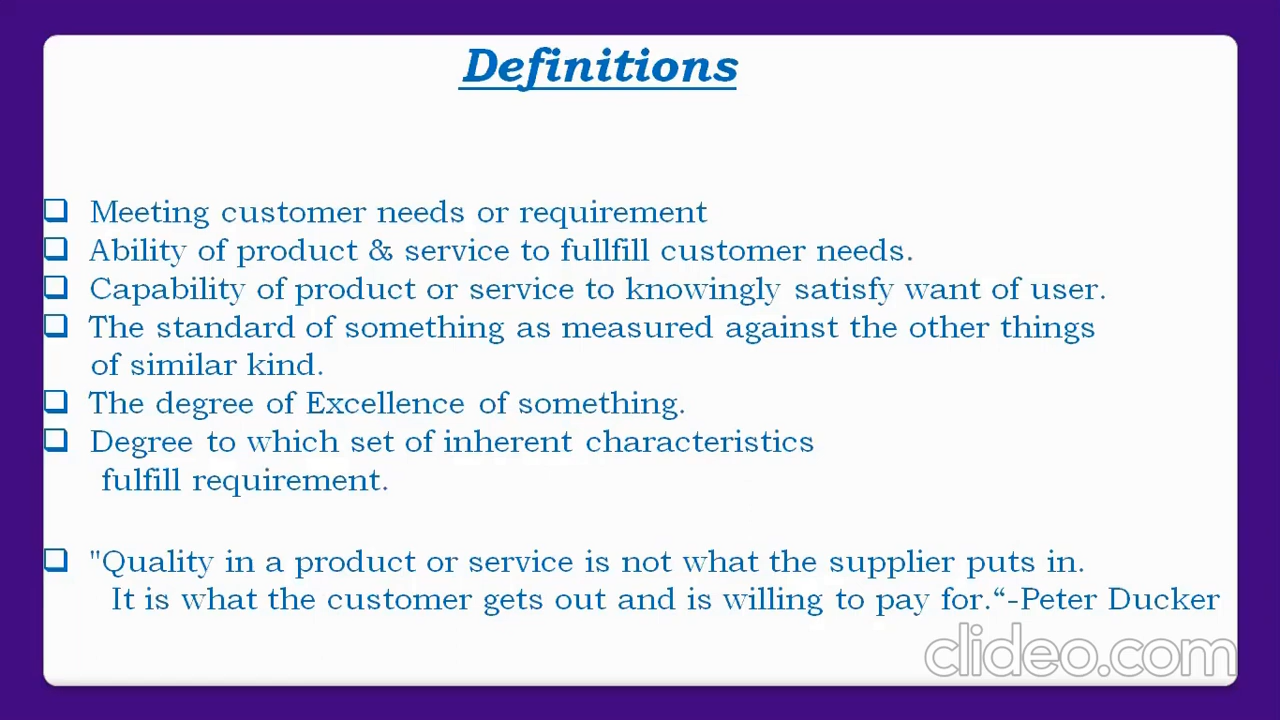 Definitions
❑ Meeting customer needs or requirement
❑ Ability of product & service to fullfill customer needs.
❑ Capability of product or service to knowingly satisfy want of user.
❑ The standard of something as measured against the other things
of similar kind.
❑ The degree of Excellence of something.
❑ Degree to which set of inherent characteristics
fulfill requirement.
❑ "Quality in a product or service is not what the supplier puts in.
It is what the customer gets out and is willing to pay for.“-Peter Ducker
clideo.com